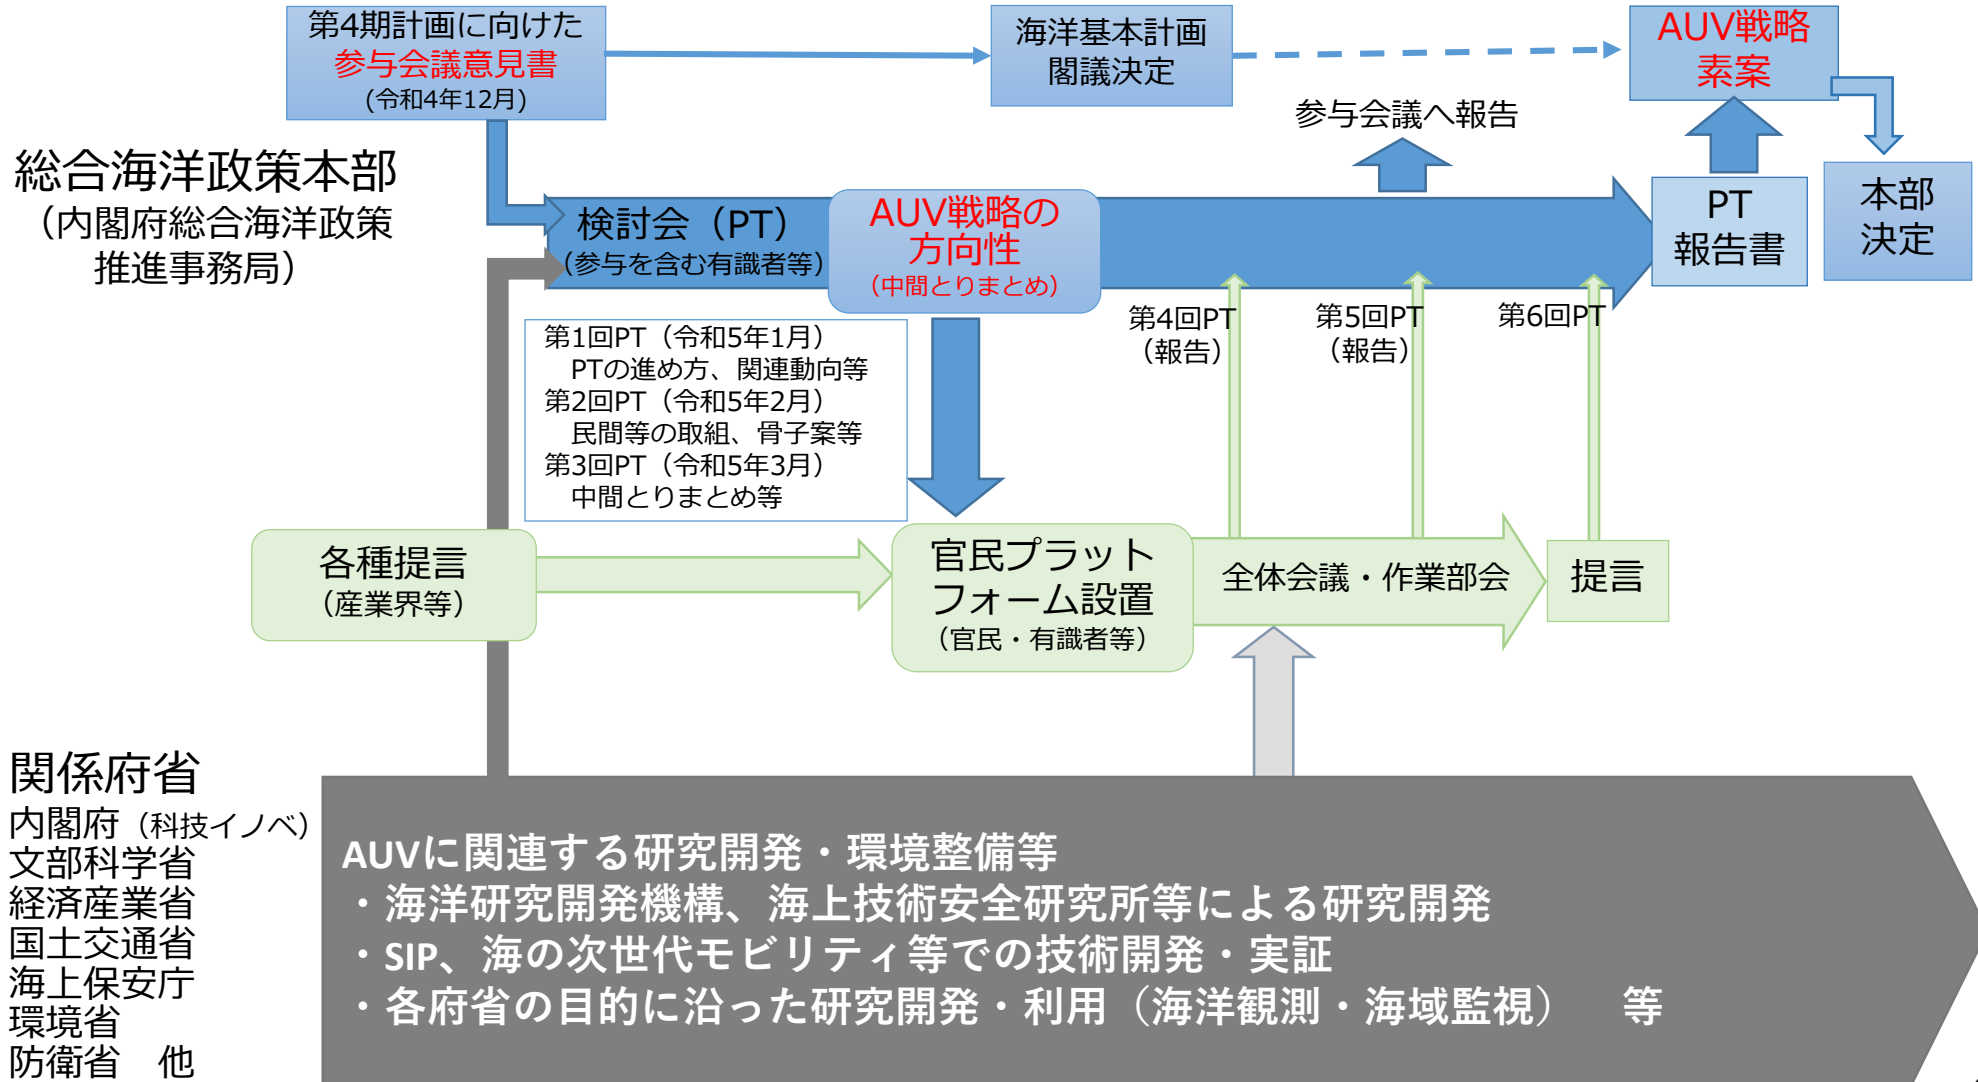 第4期計画に向けた
参与会議意見書
(令和4年12月)
海洋基本計画
閣議決定
AUV戦略
素案
参与会議へ報告
総合海洋政策本部
（内閣府総合海洋政策
推進事務局）
検討会（PT）
（参与を含む有識者等）
AUV戦略の
方向性
（中間とりまとめ）
PT
報告書
本部
決定
第4回PT
（報告）
第5回PT
（報告）
第6回PT
第1回PT（令和5年1月）
PTの進め方、関連動向等
第2回PT（令和5年2月）
民間等の取組、骨子案等
第3回PT（令和5年3月）
中間とりまとめ等
各種提言
（産業界等）
官民プラット
フォーム設置
（官民・有識者等）
全体会議・作業部会
提言
関係府省
内閣府（科技イノベ）
文部科学省
経済産業省
国土交通省
海上保安庁
環境省
防衛省　他
AUVに関連する研究開発・環境整備等
・海洋研究開発機構、海上技術安全研究所等による研究開発
・SIP、海の次世代モビリティ等での技術開発・実証
・各府省の目的に沿った研究開発・利用（海洋観測・海域監視）　等